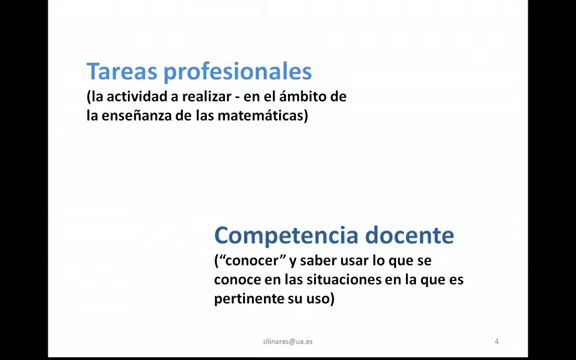 Tareas profesionales
(la actividad a realizar - en el ámbito de
la enseñanza de las matemáticas)
Competencia docente
(“conocer” y saber usar lo que se
conoce en las situaciones en la que es
pertinente su uso)
sllinares@ua.es
4